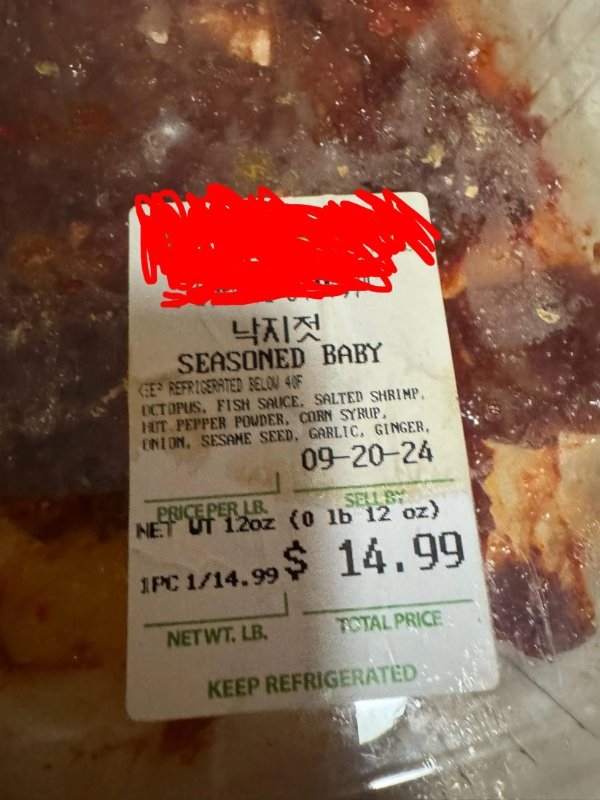 낙지젓
SEASONED BABY
KEEP REFRIGERATED BELOW 40F
OCTOPUS, FISH SAUCE, SALTED SHRIMP,
HOT PEPPER POWDER, CORN SYRUP,
ONION, SESAME SEED, GARLIC, GINGER,
09-20-24
PRICE PER LB. SELL BY
NET WT 12oz (0 lb 12 oz)
1PC 1/14.99 $ 14.99
NET WT. LB. TOTAL PRICE
KEEP REFRIGERATED